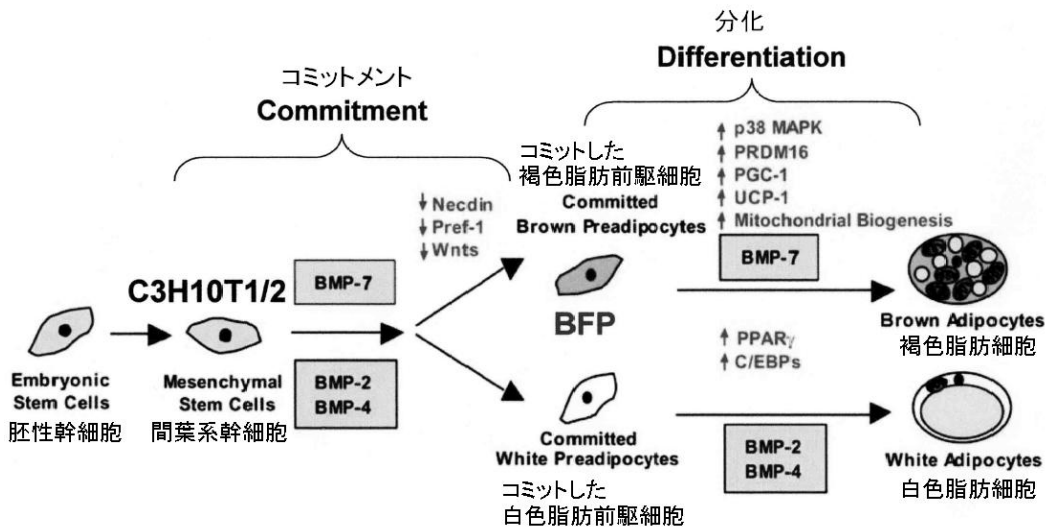 分化
Differentiation
コミットメント
Commitment
↑ p38 MAPK
↑ PRDM16
↑ PGC-1
↑ UCP-1
↑ Mitochondrial Biogenesis
コミットした
褐色脂肪前駆細胞
Committed
Brown Preadipocytes
↓ Necdin
↓ Pref-1
↓ Wnts
BMP-7
BMP-7
C3H10T1/2
BFP
Brown Adipocytes
褐色脂肪細胞
↑ PPARγ
↑ C/EBPs
Embryonic
Stem Cells
胚性幹細胞
Mesenchymal
Stem Cells
間葉系幹細胞
BMP-2
BMP-4
Committed
White Preadipocytes
コミットした
白色脂肪前駆細胞
BMP-2
BMP-4
White Adipocytes
白色脂肪細胞